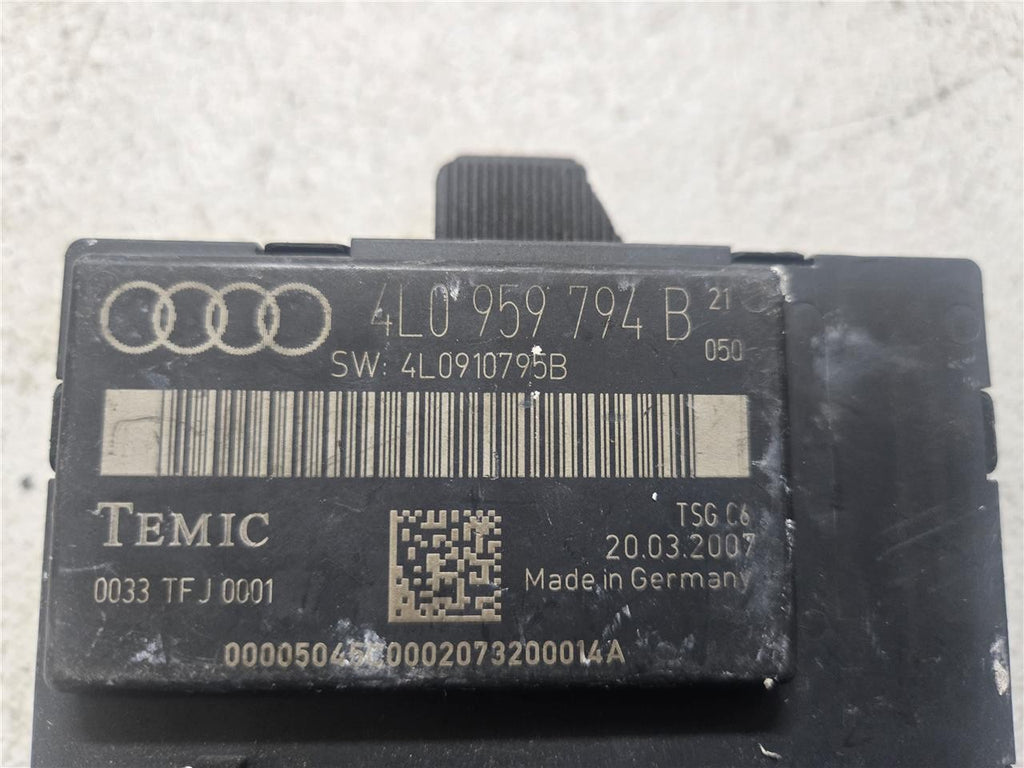 4L0 959 794 B 21
050
SW: 4L0910795B
TEMIC
TSG C6
20.03.2007
0033 TFJ 0001
Made in Germany